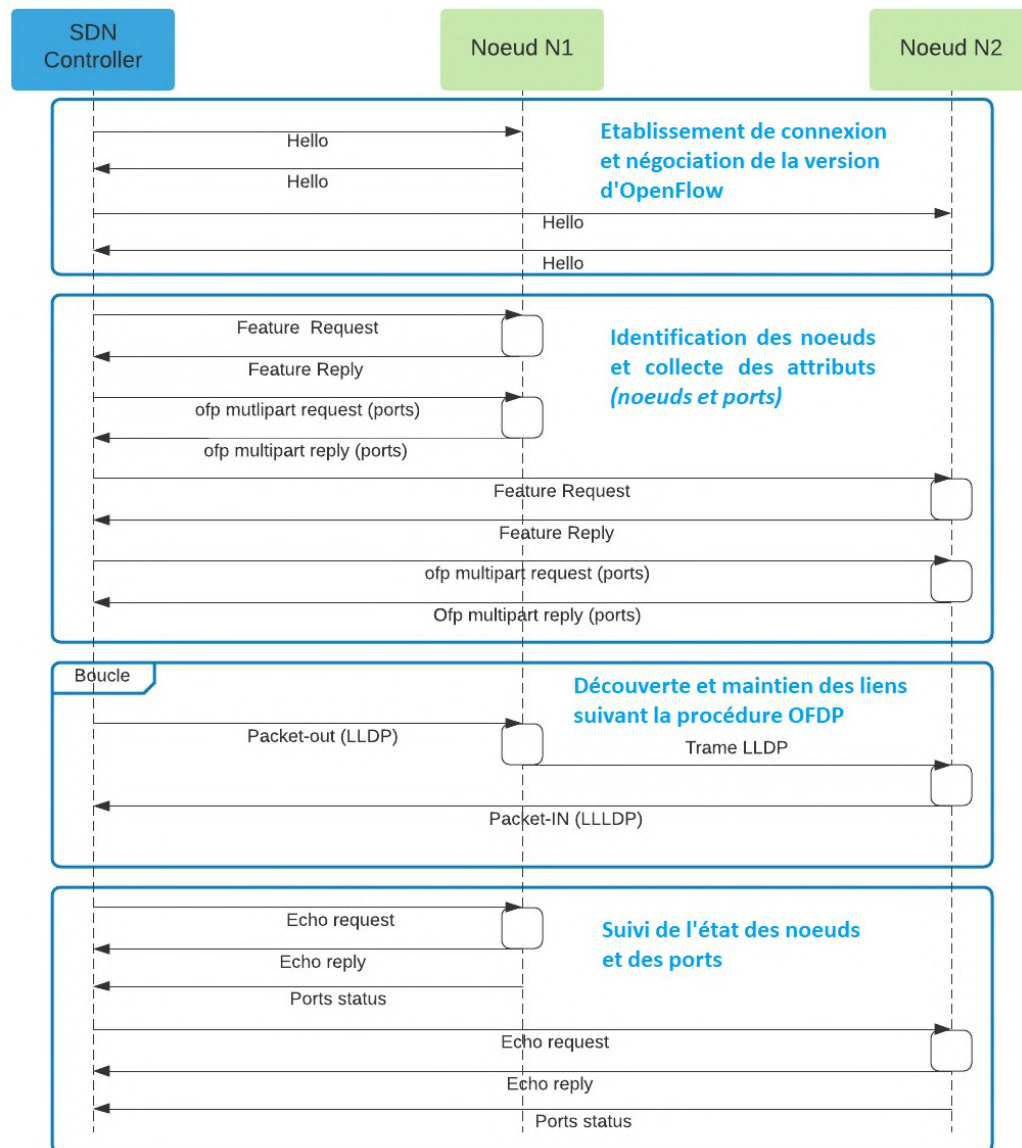 SDN
Controller
Noeud N1
Noeud N2
Hello
Hello
Hello
Hello
Etablissement de connexion
et négociation de la version
d'OpenFlow
Feature Request
Feature Reply
ofp mutlipart request (ports)
ofp multipart reply (ports)
Feature Request
Feature Reply
ofp multipart request (ports)
Ofp multipart reply (ports)
Identification des noeuds
et collecte des attributs
(noeuds et ports)
Boucle
Découverte et maintien des liens
suivant la procédure OFDP
Packet-out (LLDP)
Trame LLDP
Packet-IN (LLLDP)
Echo request
Echo reply
Ports status
Suivi de l'état des noeuds
et des ports
Echo request
Echo reply
Ports status